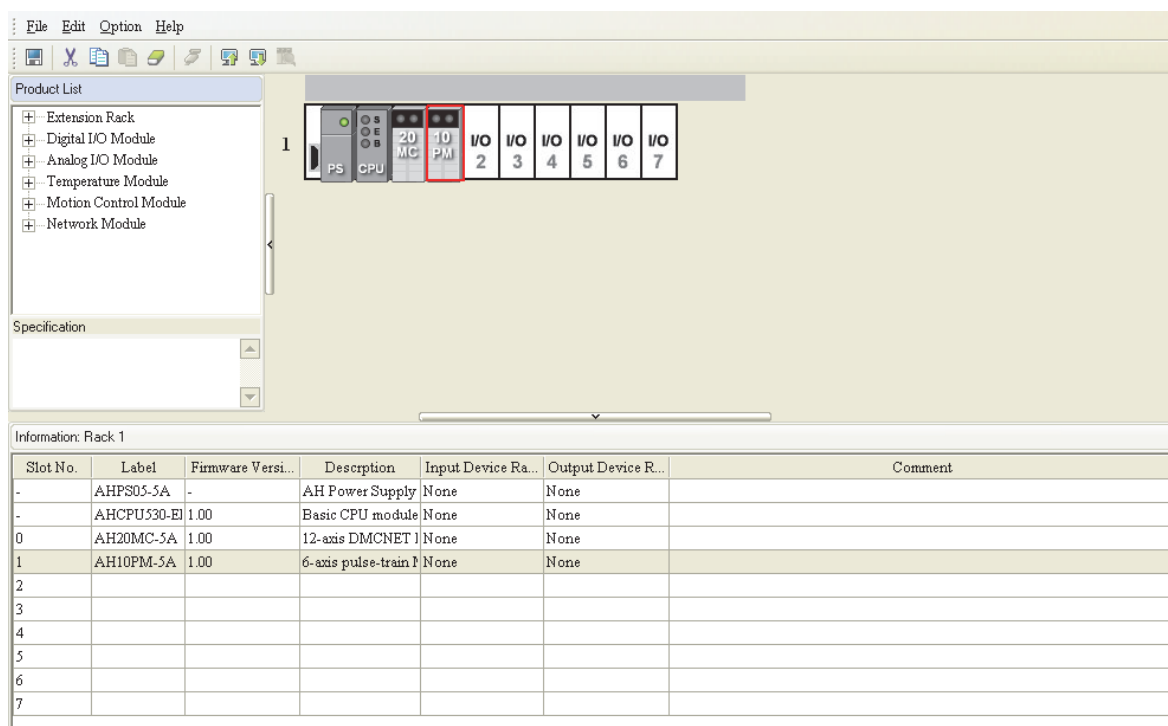 File Edit Option Help
Product List
Extension Rack
Digital I/O Module
Analog I/O Module
Temperature Module
Motion Control Module
Network Module
Specification
1
PS CPU S E B 20 MC 10 PM I/O 2 I/O 3 I/O 4 I/O 5 I/O 6 I/O 7
Information: Rack 1
Slot No. Label Firmware Versi... Descrption Input Device Ra... Output Device R... Comment
- AHPS05-5A - AH Power Supply None None
- AHCPU530-E 1.00 Basic CPU module None None
0 AH20MC-5A 1.00 12-axis DMCNET None None
1 AH10PM-5A 1.00 6-axis pulse-train None None
2
3
4
5
6
7